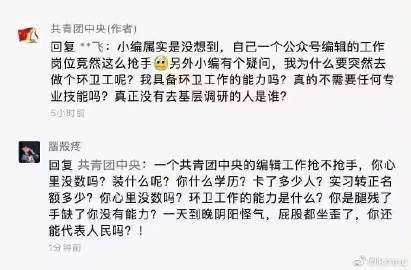 共青团中央(作者)
回复 **飞：小编属实是没想到，自己一个公众号编辑的工作
岗位竟然这么抢手😅另外小编有个疑问，我为什么要突然去
做个环卫工呢？我具备环卫工作的能力吗？真的不需要任何专
业技能吗？真正没有去基层调研的人是谁？
5小时前
腦殻疼
回复 共青团中央：一个共青团中央的编辑工作抢不抢手，你心
里没数吗？装什么呢？你什么学历？卡了多少人？实习转正名
额多少？你心里没数吗？环卫工作的能力是什么？你是腿残了
手缺了你没有能力？一天到晚阴阳怪气，屁股都坐歪了，你还
能代表人民吗？！
1分钟前